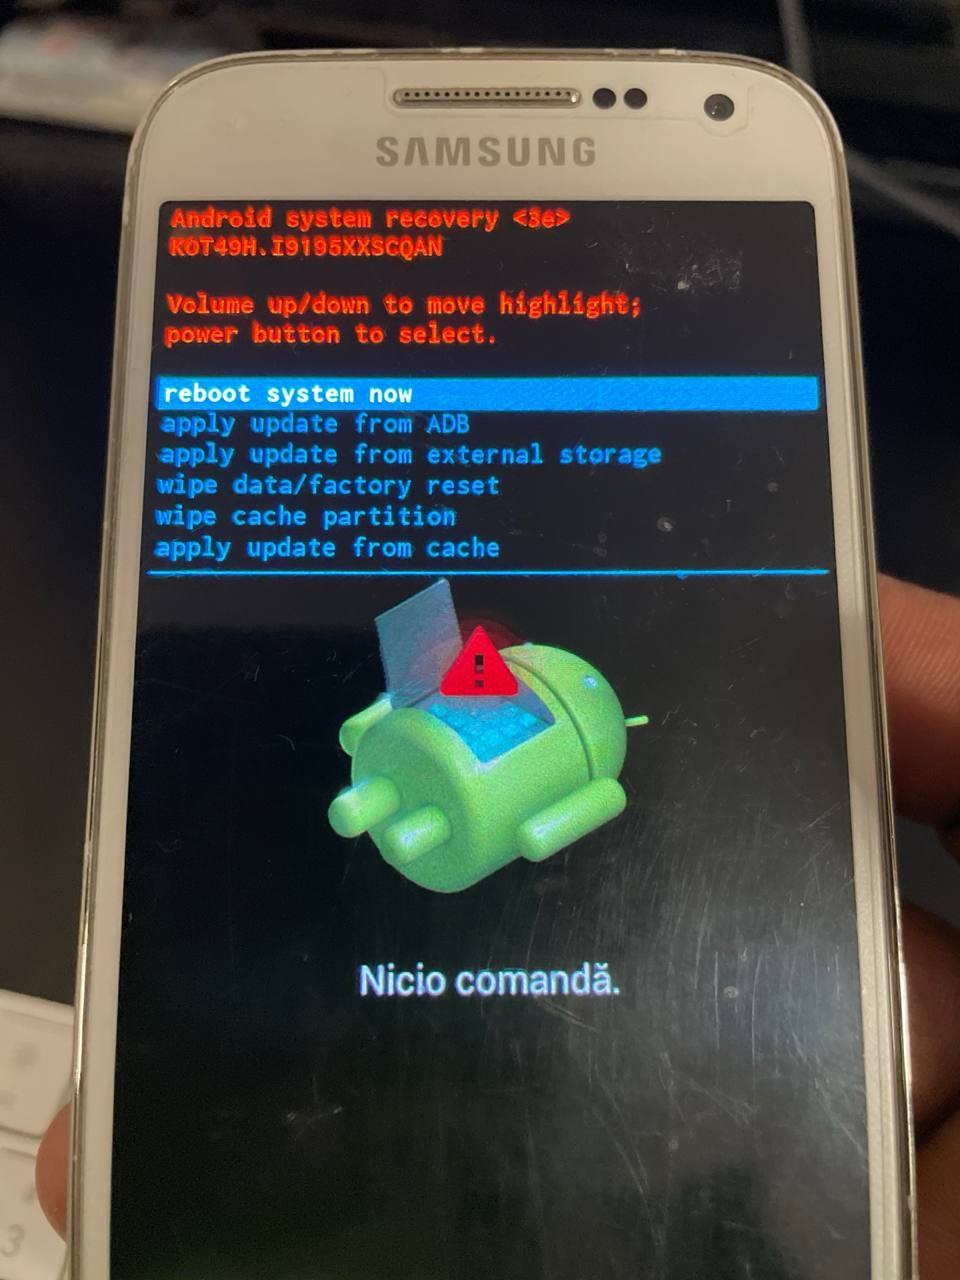 SAMSUNG
Android system recovery <3e>
KOT49H.I9195XXSCQAN
Volume up/down to move highlight;
power button to select.
reboot system now
apply update from ADB
apply update from external storage
wipe data/factory reset
wipe cache partition
apply update from cache
Nicio comandă.
3